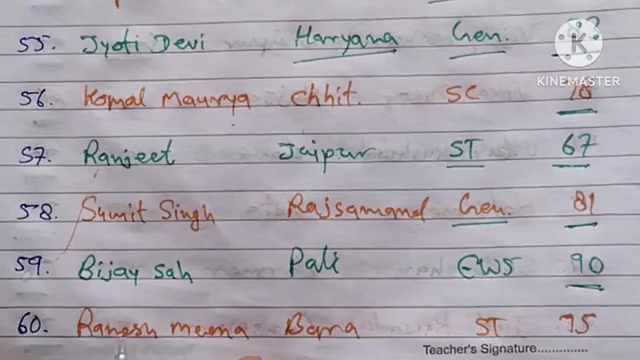 55. Jyoti Devi Haryana Gen.
KINEMASTER
56. Komal Maurya Chhit. SC
57. Ranjeet Jaipur ST 67
58. Sumit Singh Rajsamand Gen. 81
59. Bijay Sah Pali EWS 90
60. Ramesh meena Barna ST 75
Teacher's Signature..............